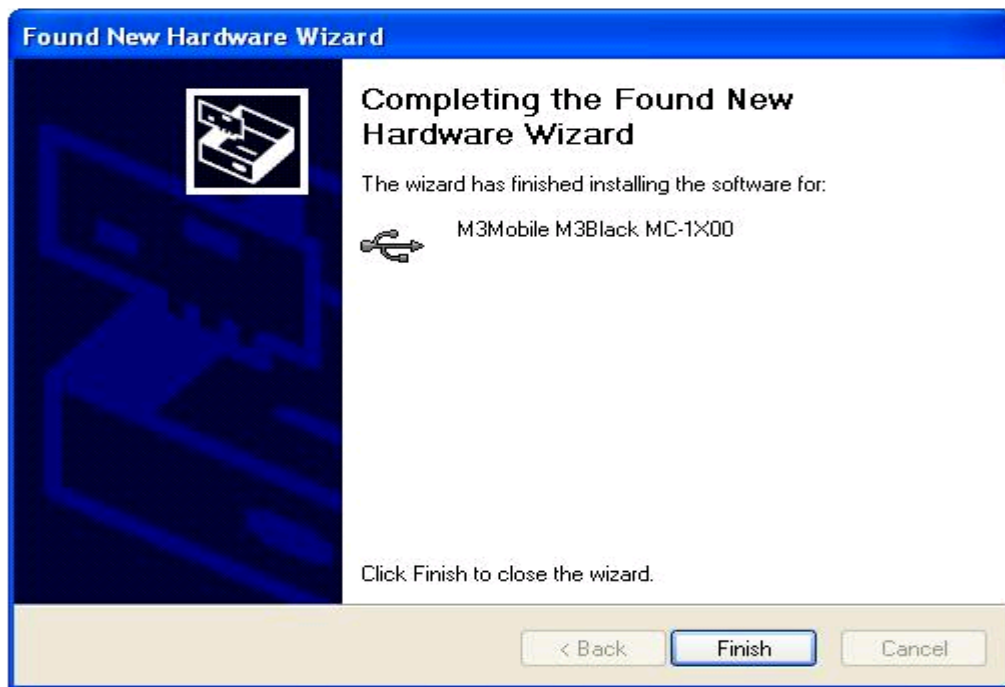 Found New Hardware Wizard
Completing the Found New
Hardware Wizard
The wizard has finished installing the software for:
M3Mobile M3Black MC-1X00
Click Finish to close the wizard.
< Back
Finish
Cancel